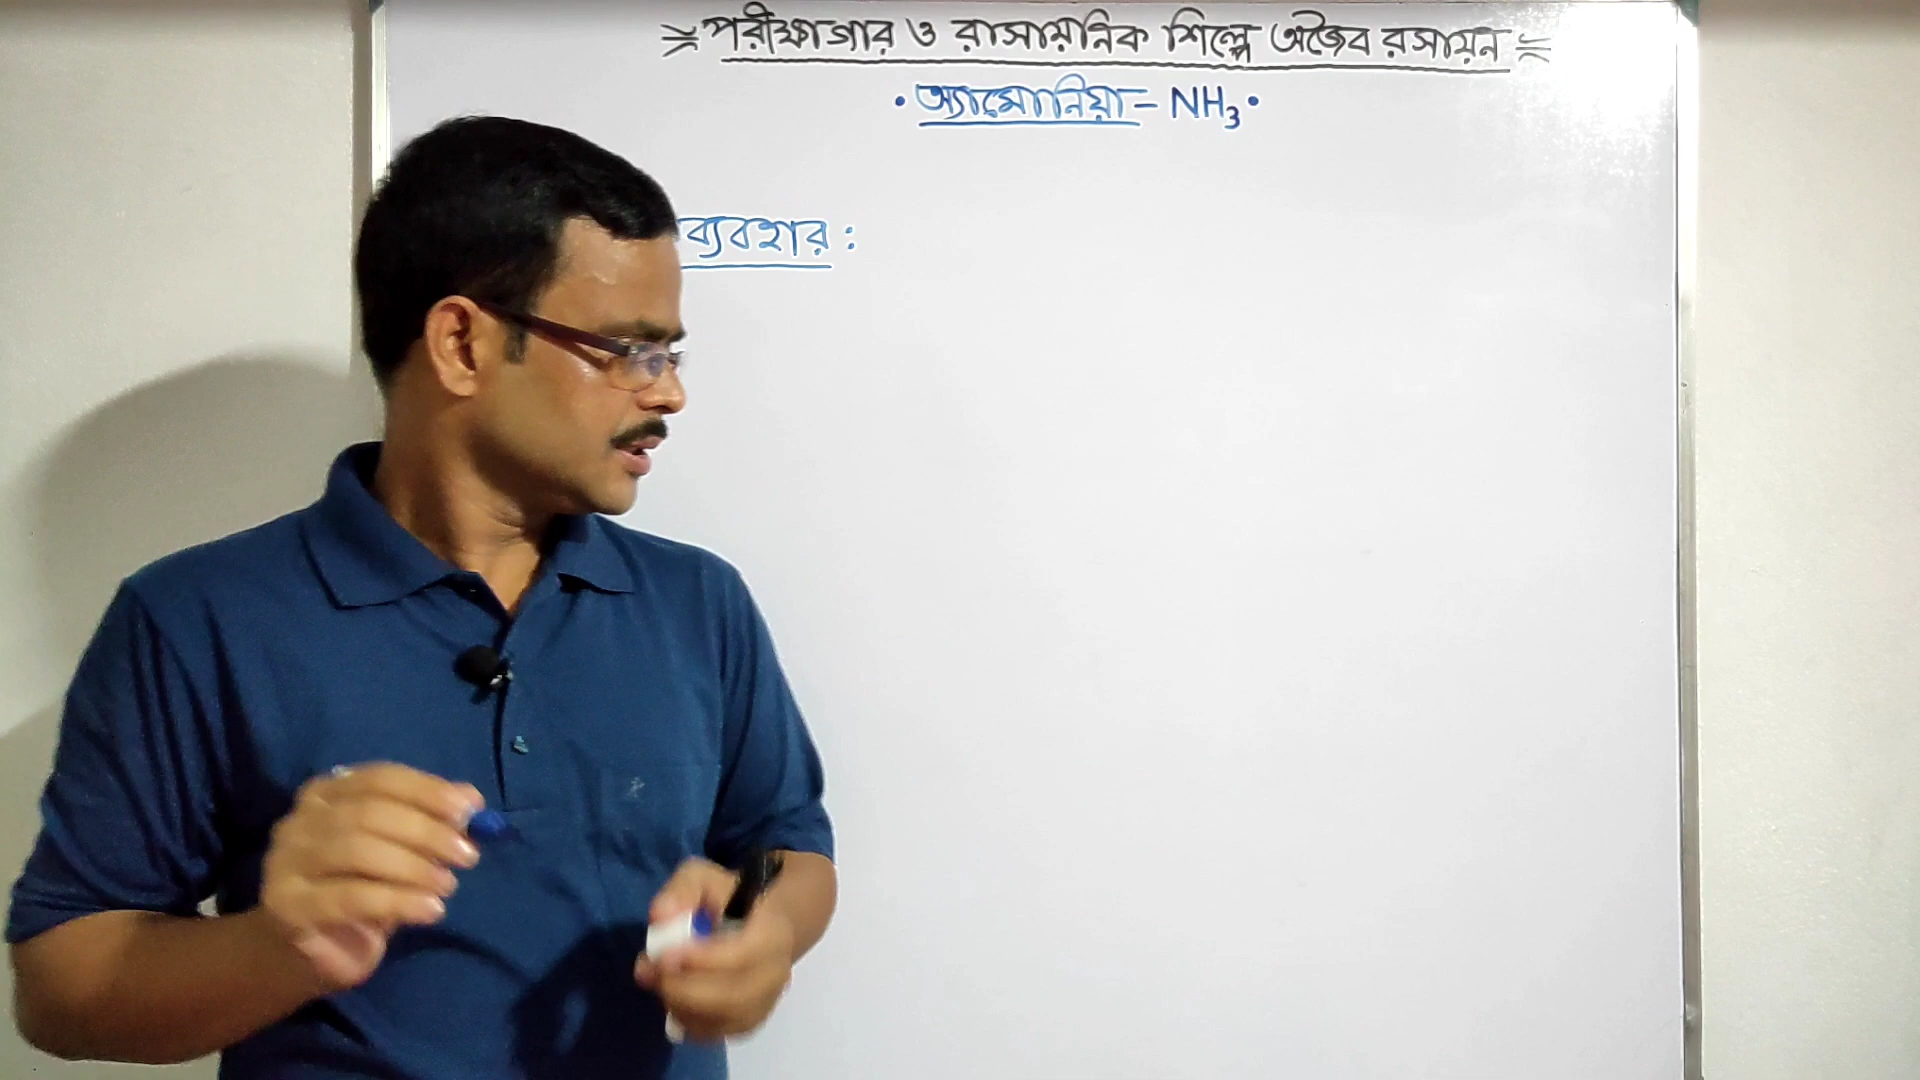 পরীক্ষাগার ও রাসায়নিক শিল্পে অজৈব রসায়ন
• অ্যামোনিয়া - NH₃ •
ব্যবহার :